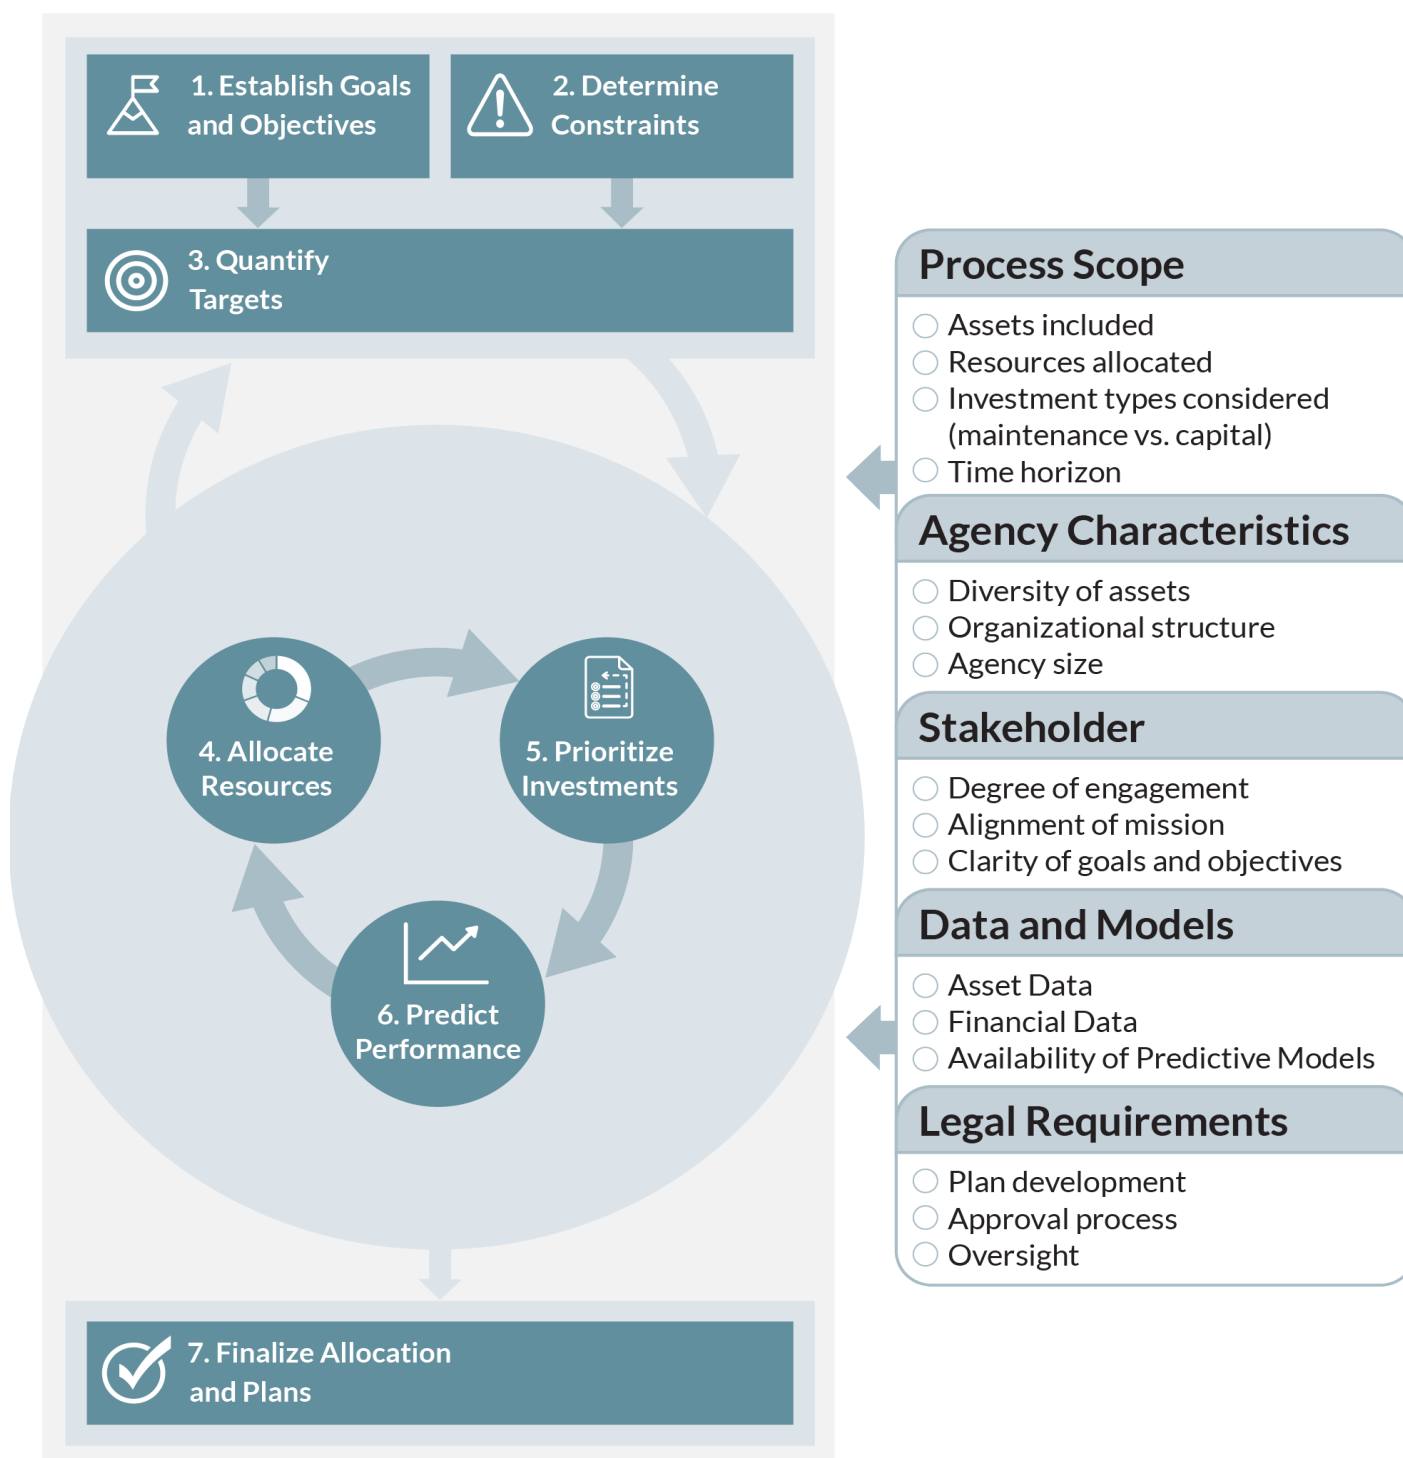 1. Establish Goals
and Objectives
2. Determine
Constraints
3. Quantify
Targets
4. Allocate
Resources
5. Prioritize
Investments
6. Predict
Performance
7. Finalize Allocation
and Plans
Process Scope
Assets included
Resources allocated
Investment types considered
(maintenance vs. capital)
Time horizon
Agency Characteristics
Diversity of assets
Organizational structure
Agency size
Stakeholder
Degree of engagement
Alignment of mission
Clarity of goals and objectives
Data and Models
Asset Data
Financial Data
Availability of Predictive Models
Legal Requirements
Plan development
Approval process
Oversight